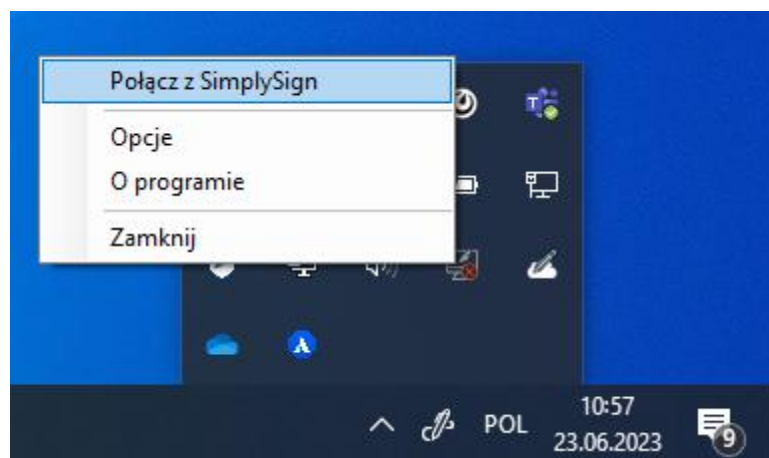 Połącz z SimplySign
Opcje
O programie
Zamknij
POL
10:57
23.06.2023
9